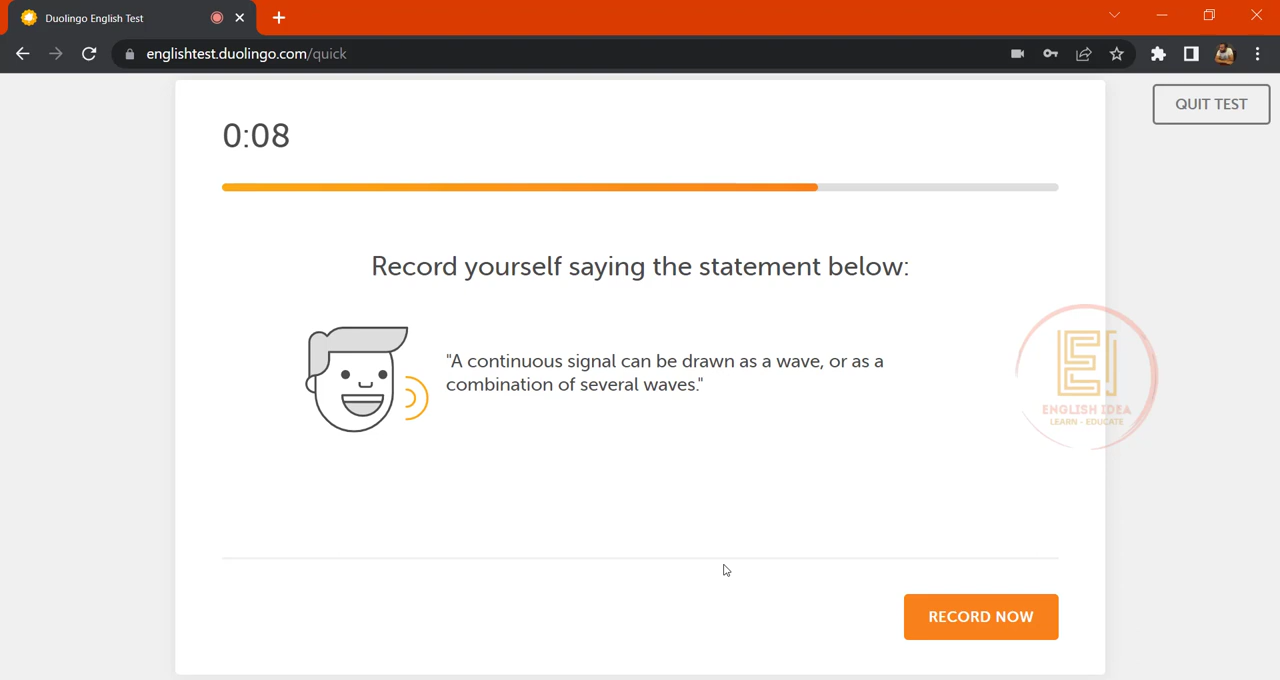 Duolingo English Test
englishtest.duolingo.com/quick
QUIT TEST
0:08
Record yourself saying the statement below:
"A continuous signal can be drawn as a wave, or as a
combination of several waves."
EI
ENGLISH IDEA
LEARN - EDUCATE
RECORD NOW